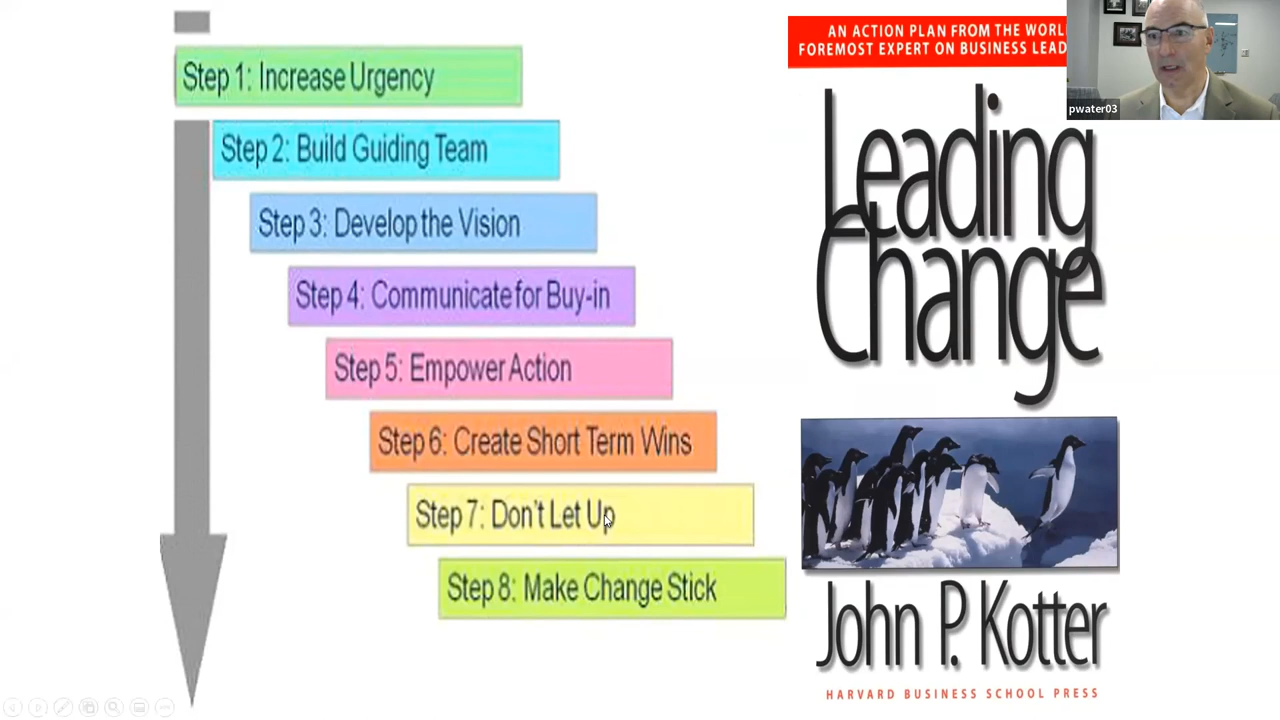 Step 1: Increase Urgency
Step 2: Build Guiding Team
Step 3: Develop the Vision
Step 4: Communicate for Buy-in
Step 5: Empower Action
Step 6: Create Short Term Wins
Step 7: Don't Let Up
Step 8: Make Change Stick
AN ACTION PLAN FROM THE
FOREMOST EXPERT ON BUSINESS
Leading
Change
John P. Kotter
HARVARD BUSINESS SCHOOL PRESS
pwater03